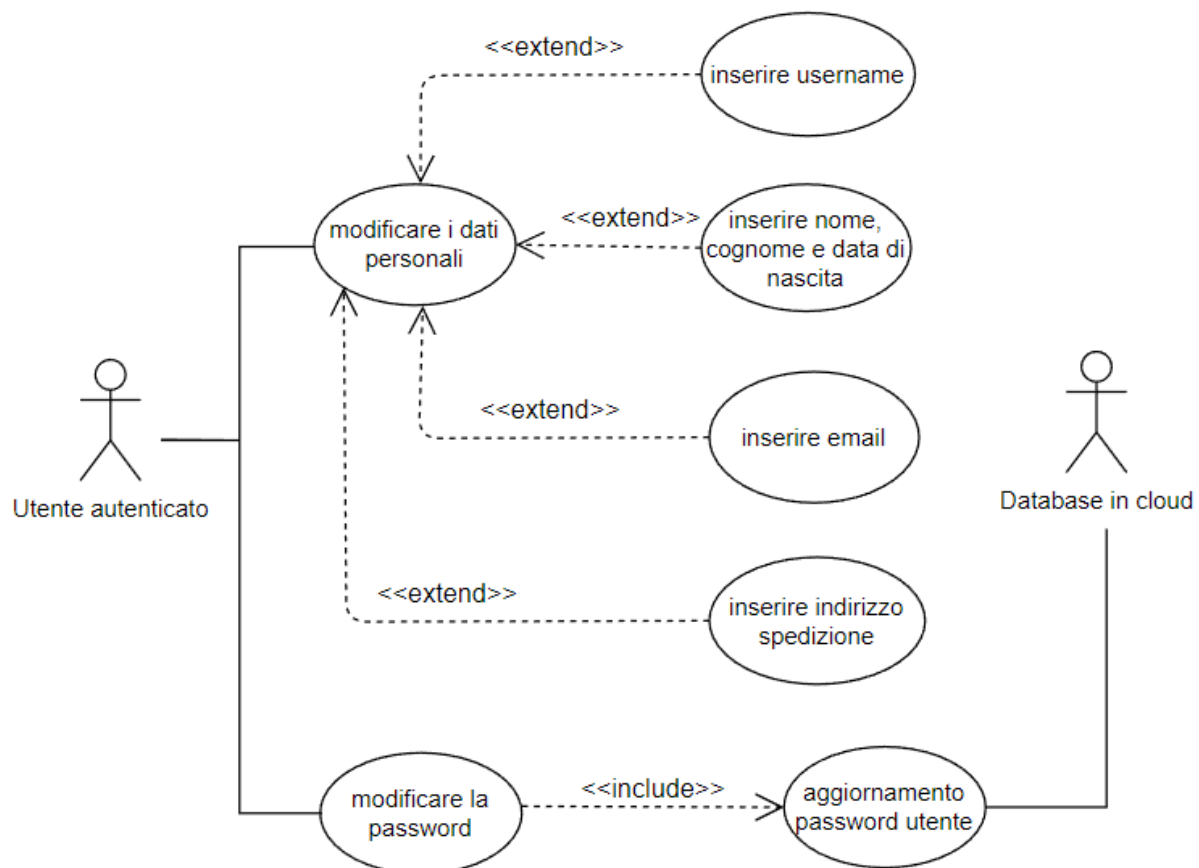 <<extend>>
inserire username
modificare i dati
personali
<<extend>>
inserire nome,
cognome e data di
nascita
<<extend>>
inserire email
Utente autenticato
Database in cloud
<<extend>>
inserire indirizzo
spedizione
modificare la
password
<<include>>
aggiornamento
password utente